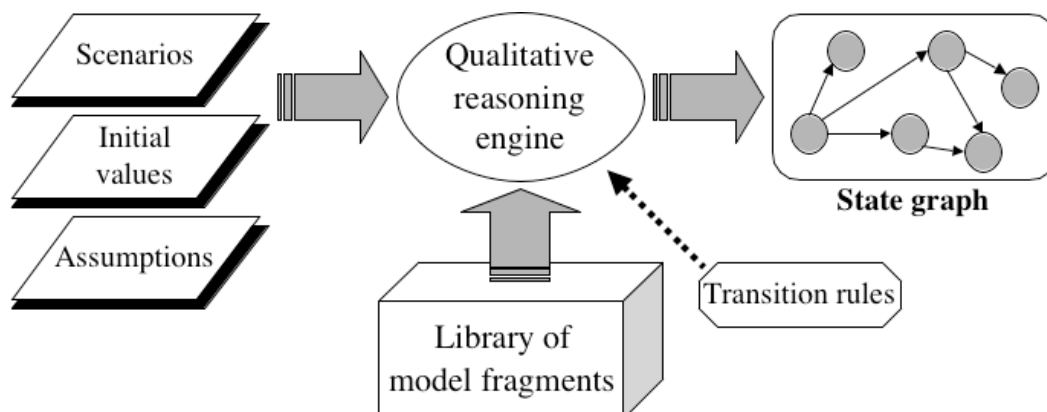 Scenarios
Initial
values
Assumptions
Qualitative
reasoning
engine
State graph
Transition rules
Library of
model fragments